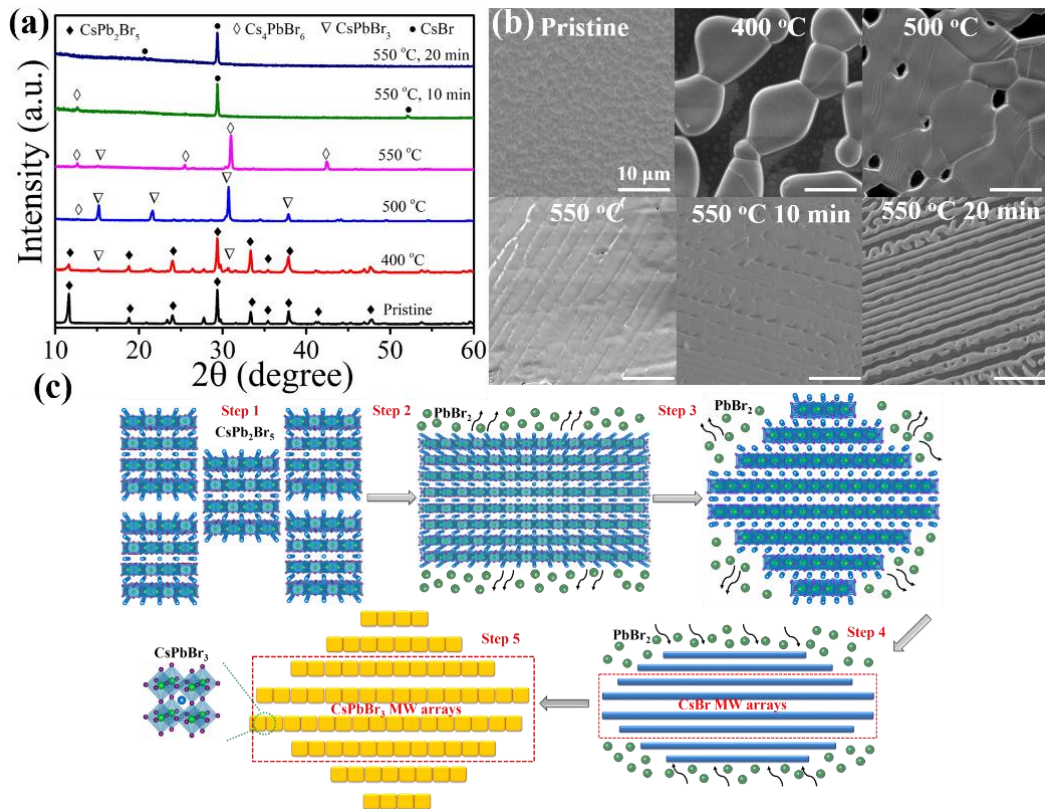 (a)
◆ CsPb₂Br₅ ◇ Cs₄PbBr₆ ▽ CsPbBr₃ ● CsBr
550 °C, 20 min
550 °C, 10 min
550 °C
500 °C
400 °C
Pristine
Intensity (a.u.)
10 20 30 40 50 60
2θ (degree)
(b)
Pristine
10 μm
400 °C
500 °C
550 °C
550 °C 10 min
550 °C 20 min
(c)
Step 1
CsPb₂Br₅
Step 2
PbBr₂
Step 3
PbBr₂
Step 4
PbBr₂
CsBr MW arrays
Step 5
CsPbBr₃ MW arrays
CsPbBr₃